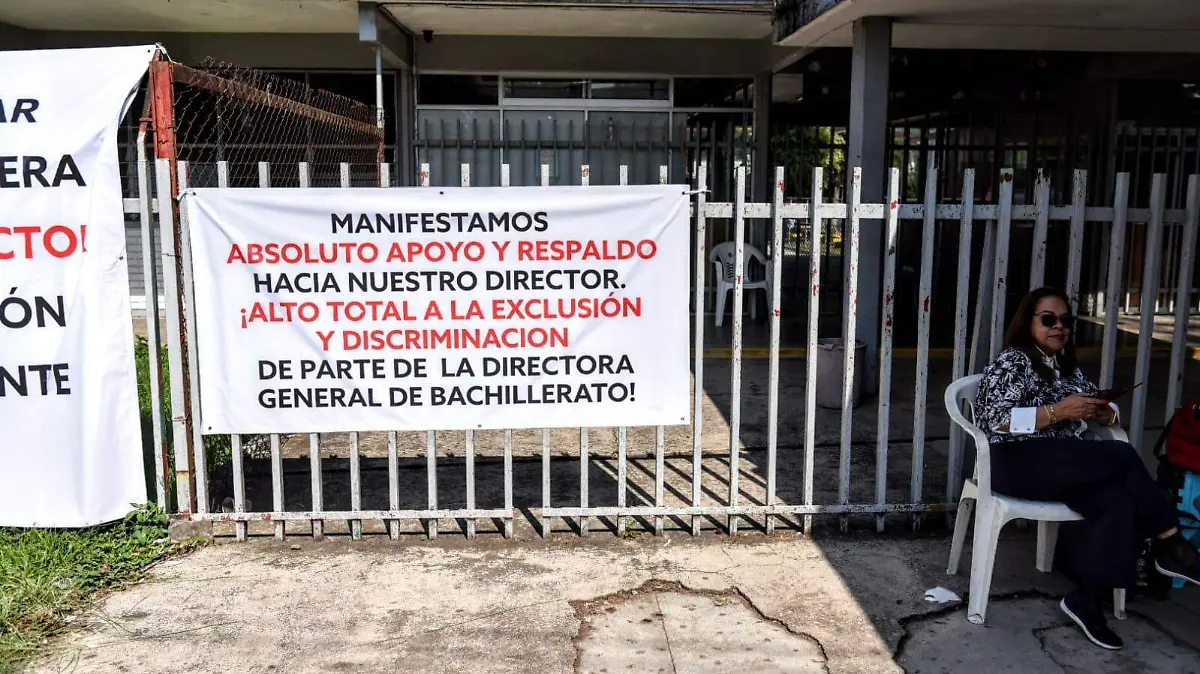 AR
ERA
CTO!
ÓN
NTE
MANIFESTAMOS
ABSOLUTO APOYO Y RESPALDO
HACIA NUESTRO DIRECTOR.
¡ALTO TOTAL A LA EXCLUSIÓN
Y DISCRIMINACION
DE PARTE DE LA DIRECTORA
GENERAL DE BACHILLERATO!